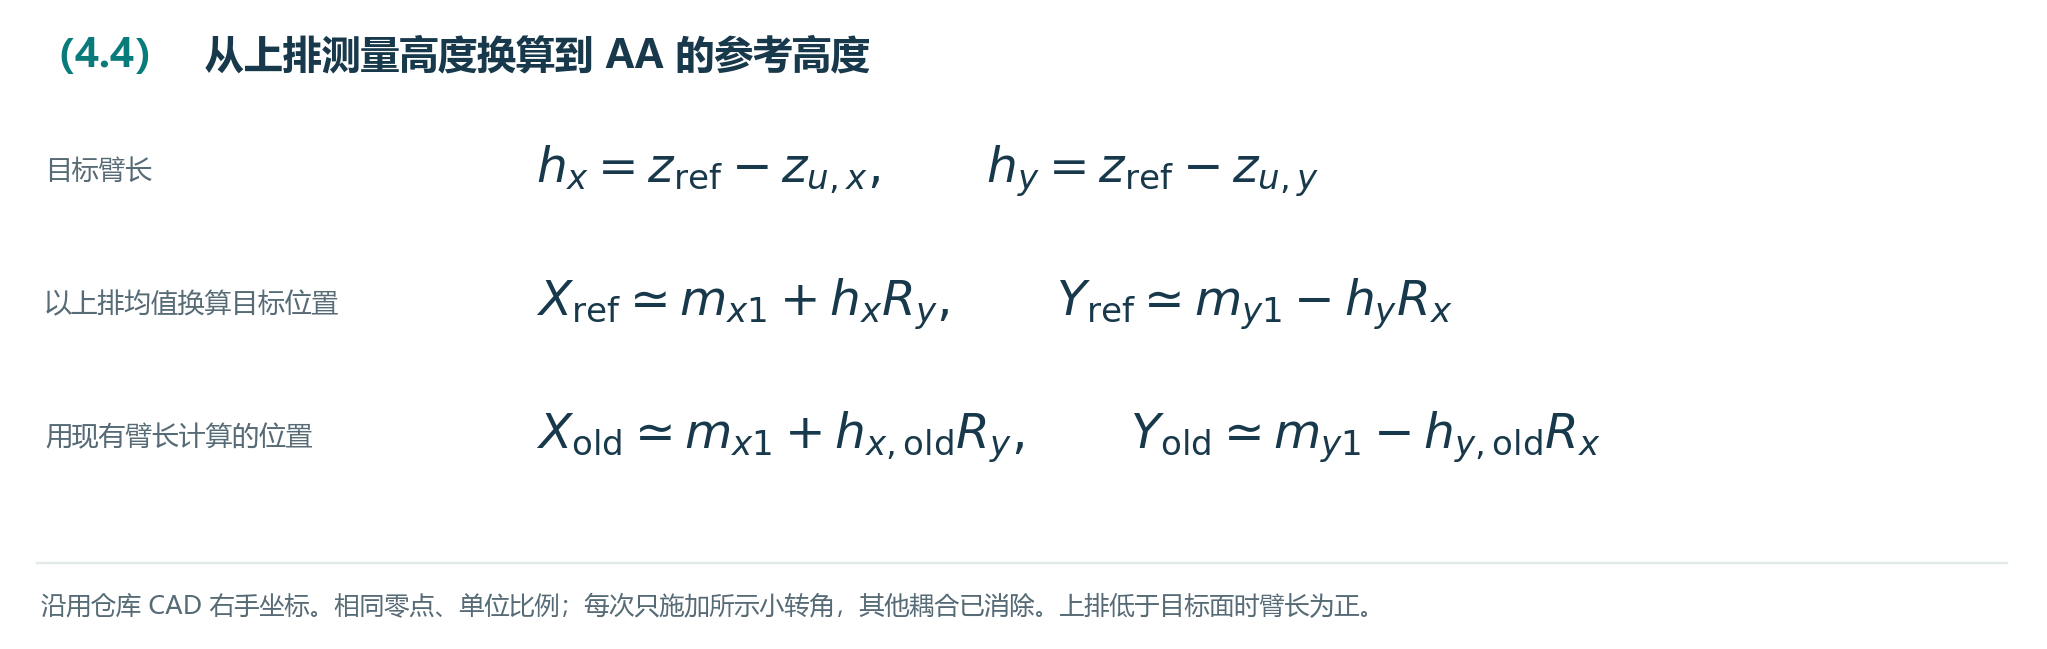 (4.4) 从上排测量高度换算到 AA 的参考高度
目标臂长 h_x = z_ref − z_{u,x}, h_y = z_ref − z_{u,y}
以上排均值换算目标位置 X_ref ≃ m_{x1} + h_x R_y, Y_ref ≃ m_{y1} − h_y R_x
用现有臂长计算的位置 X_old ≃ m_{x1} + h_{x,old} R_y, Y_old ≃ m_{y1} − h_{y,old} R_x
沿用仓库 CAD 右手坐标。相同零点、单位比例；每次只施加所示小转角，其他耦合已消除。上排低于目标面时臂长为正。